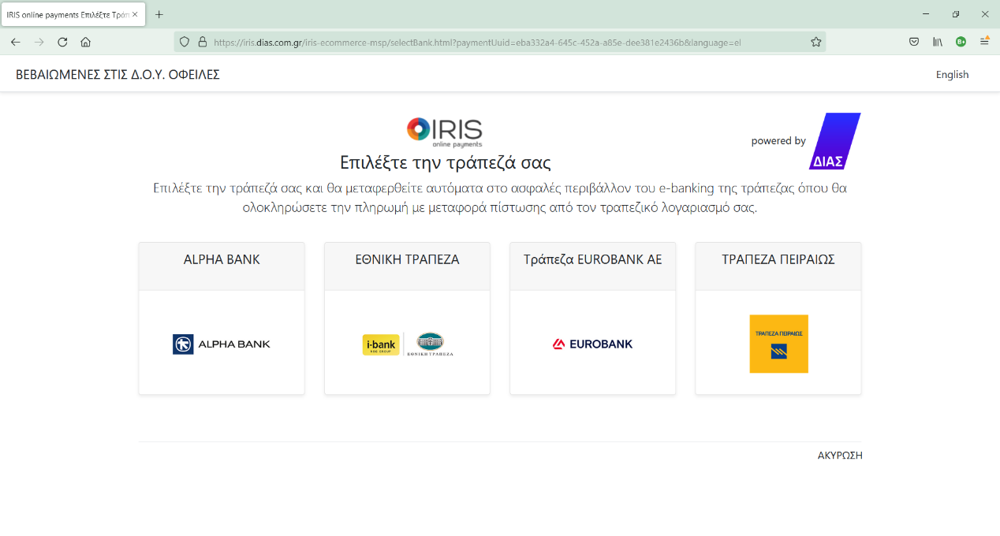 IRIS online payments Επιλέξτε Τράπ
https://iris.dias.com.gr/iris-ecommerce-msp/selectBank.html?paymentUuid=eba332a4-645c-452a-a85e-dee381e2436b&language=el
B+
ΒΕΒΑΙΩΜΕΝΕΣ ΣΤΙΣ Δ.Ο.Υ. ΟΦΕΙΛΕΣ
English
IRIS
online payments
powered by
ΔΙΑΣ
Επιλέξτε την τράπεζά σας
Επιλέξτε την τράπεζά σας και θα μεταφερθείτε αυτόματα στο ασφαλές περιβάλλον του e-banking της τράπεζας όπου θα
ολοκληρώσετε την πληρωμή με μεταφορά πίστωσης από τον τραπεζικό λογαριασμό σας.
ALPHA BANK
ΕΘΝΙΚΗ ΤΡΑΠΕΖΑ
Τράπεζα EUROBANK AE
ΤΡΑΠΕΖΑ ΠΕΙΡΑΙΩΣ
ALPHA BANK
i-bank
NBG GROUP
ΕΘΝΙΚΗ ΤΡΑΠΕΖΑ
EUROBANK
ΤΡΑΠΕΖΑ ΠΕΙΡΑΙΩΣ
ΑΚΥΡΩΣΗ